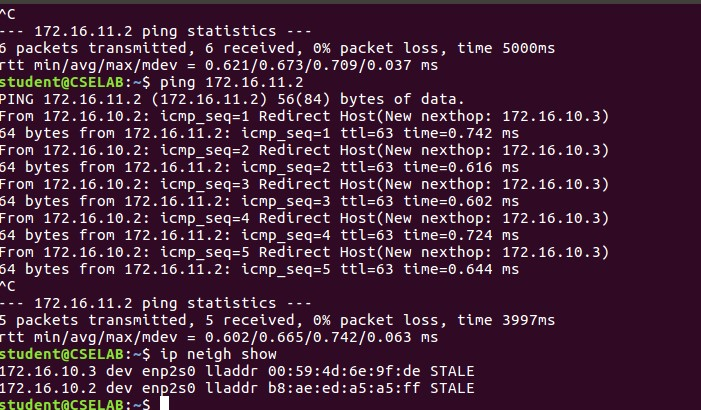 ^C
--- 172.16.11.2 ping statistics ---
6 packets transmitted, 6 received, 0% packet loss, time 5000ms
rtt min/avg/max/mdev = 0.621/0.673/0.709/0.037 ms
student@CSELAB:~$ ping 172.16.11.2
PING 172.16.11.2 (172.16.11.2) 56(84) bytes of data.
From 172.16.10.2: icmp_seq=1 Redirect Host(New nexthop: 172.16.10.3)
64 bytes from 172.16.11.2: icmp_seq=1 ttl=63 time=0.742 ms
From 172.16.10.2: icmp_seq=2 Redirect Host(New nexthop: 172.16.10.3)
64 bytes from 172.16.11.2: icmp_seq=2 ttl=63 time=0.616 ms
From 172.16.10.2: icmp_seq=3 Redirect Host(New nexthop: 172.16.10.3)
64 bytes from 172.16.11.2: icmp_seq=3 ttl=63 time=0.602 ms
From 172.16.10.2: icmp_seq=4 Redirect Host(New nexthop: 172.16.10.3)
64 bytes from 172.16.11.2: icmp_seq=4 ttl=63 time=0.724 ms
From 172.16.10.2: icmp_seq=5 Redirect Host(New nexthop: 172.16.10.3)
64 bytes from 172.16.11.2: icmp_seq=5 ttl=63 time=0.644 ms
^C
--- 172.16.11.2 ping statistics ---
5 packets transmitted, 5 received, 0% packet loss, time 3997ms
rtt min/avg/max/mdev = 0.602/0.665/0.742/0.063 ms
student@CSELAB:~$ ip neigh show
172.16.10.3 dev enp2s0 lladdr 00:59:4d:6e:9f:de STALE
172.16.10.2 dev enp2s0 lladdr b8:ae:ed:a5:a5:ff STALE
student@CSELAB:~$